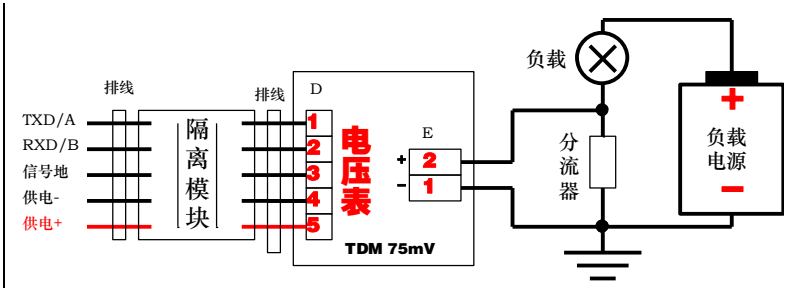 排线
排线
D
TXD/A
RXD/B
信号地
供电-
供电+
隔离模块
1
2
3
4
5
电压表
E
+ 2
- 1
TDM 75mV
负载
分流器
+
负载
电源
-